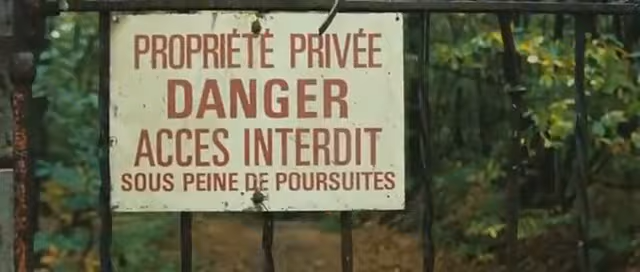 PROPRIÉTÉ PRIVÉE
DANGER
ACCES INTERDIT
SOUS PEINE DE POURSUITES